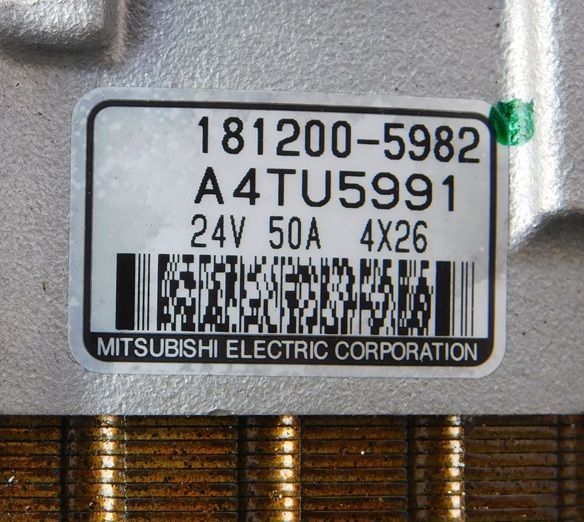 181200-5982
A4TU5991
24V 50A 4X26
MITSUBISHI ELECTRIC CORPORATION